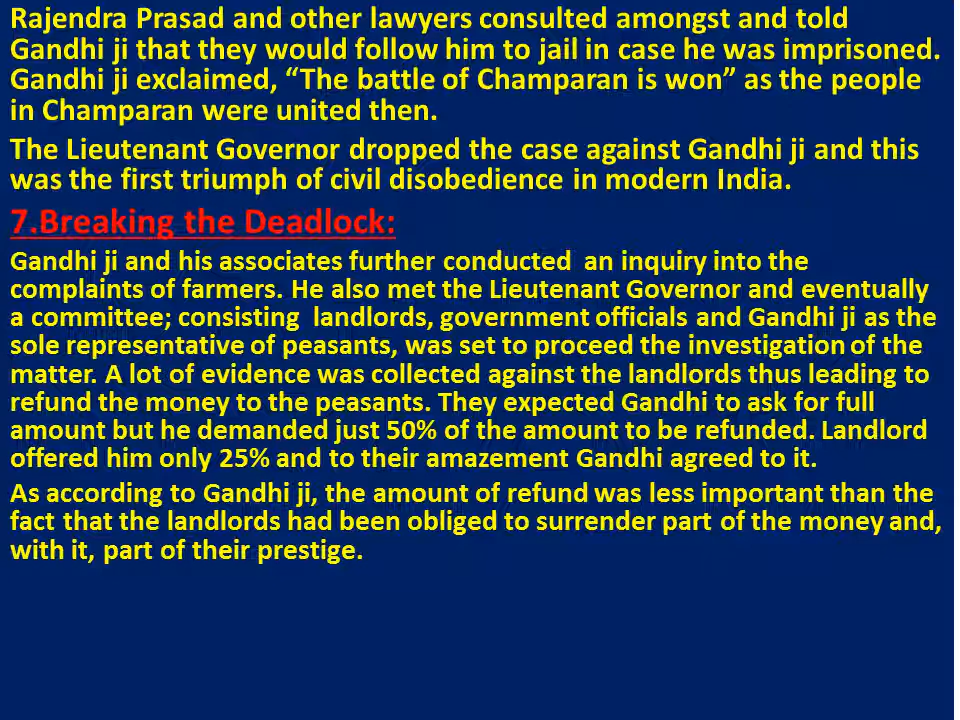 Rajendra Prasad and other lawyers consulted amongst and told
Gandhi ji that they would follow him to jail in case he was imprisoned.
Gandhi ji exclaimed, “The battle of Champaran is won” as the people
in Champaran were united then.
The Lieutenant Governor dropped the case against Gandhi ji and this
was the first triumph of civil disobedience in modern India.
7.Breaking the Deadlock:
Gandhi ji and his associates further conducted  an inquiry into the
complaints of farmers. He also met the Lieutenant Governor and eventually
a committee; consisting  landlords, government officials and Gandhi ji as the
sole representative of peasants, was set to proceed the investigation of the
matter. A lot of evidence was collected against the landlords thus leading to
refund the money to the peasants. They expected Gandhi to ask for full
amount but he demanded just 50% of the amount to be refunded. Landlord
offered him only 25% and to their amazement Gandhi agreed to it.
As according to Gandhi ji, the amount of refund was less important than the
fact that the landlords had been obliged to surrender part of the money and,
with it, part of their prestige.